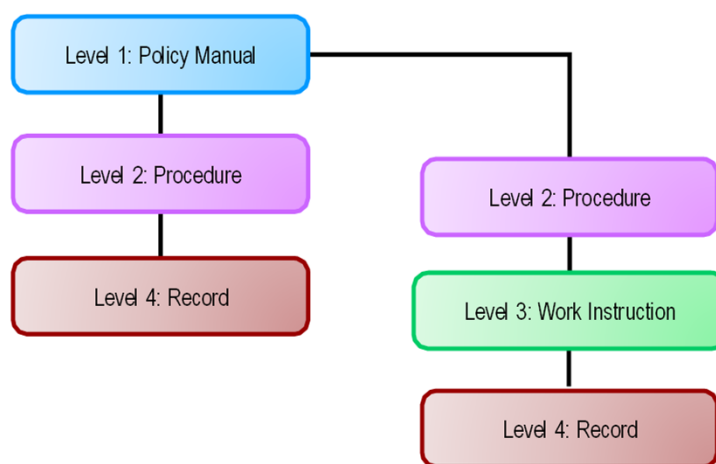 Level 1: Policy Manual
Level 2: Procedure
Level 4: Record
Level 2: Procedure
Level 3: Work Instruction
Level 4: Record